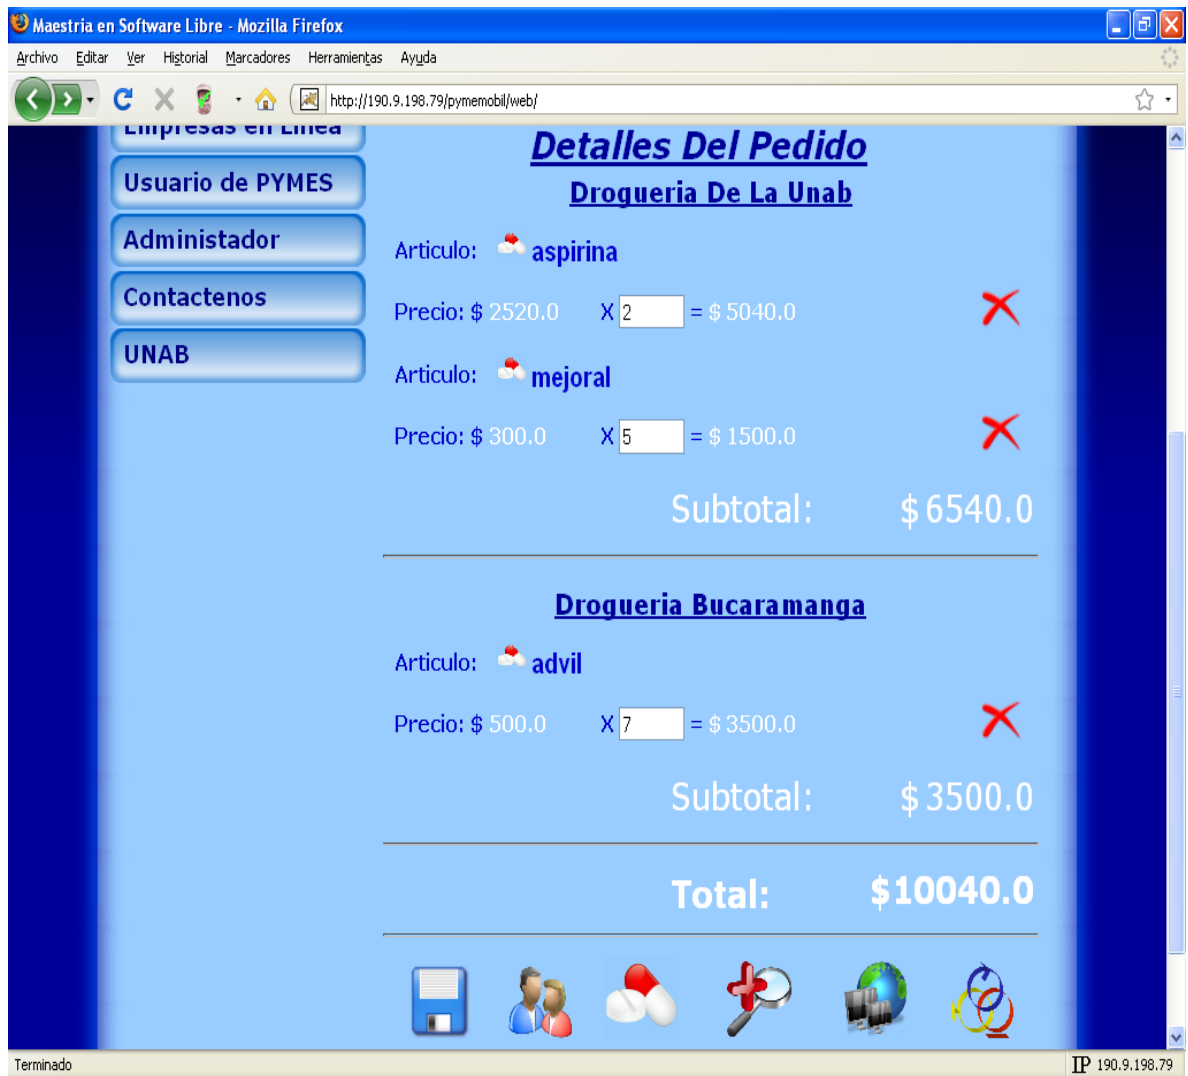 Maestria en Software Libre - Mozilla Firefox
Archivo Editar Ver Historial Marcadores Herramientas Ayuda
http://190.9.198.79/pymemobil/web/
Empresas en Linea
Usuario de PYMES
Administador
Contactenos
UNAB
Detalles Del Pedido
Drogueria De La Unab
Articulo: aspirina
Precio: $ 2520.0 X 2 = $ 5040.0
Articulo: mejoral
Precio: $ 300.0 X 5 = $ 1500.0
Subtotal: $ 6540.0
Drogueria Bucaramanga
Articulo: advil
Precio: $ 500.0 X 7 = $ 3500.0
Subtotal: $ 3500.0
Total: $10040.0
Terminado
IP 190.9.198.79